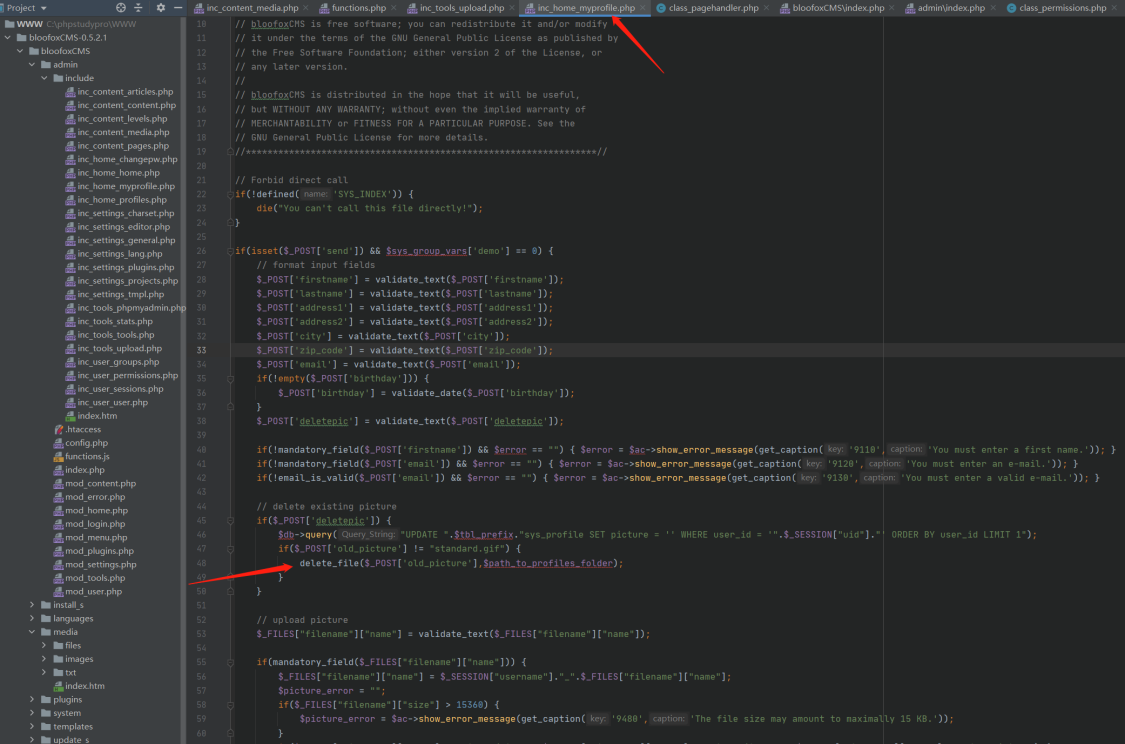 Project
inc_content_media.php
functions.php
inc_tools_upload.php
inc_home_myprofile.php
class_pagehandler.php
bloofoxCMS\index.php
admin\index.php
class_permissions.php
WWW C:\phpstudypro\WWW
bloofoxCMS-0.5.2.1
bloofoxCMS
admin
include
inc_content_articles.php
inc_content_content.php
inc_content_levels.php
inc_content_media.php
inc_content_pages.php
inc_home_changepw.php
inc_home_home.php
inc_home_myprofile.php
inc_home_profiles.php
inc_settings_charset.php
inc_settings_editor.php
inc_settings_general.php
inc_settings_lang.php
inc_settings_plugins.php
inc_settings_projects.php
inc_settings_tmpl.php
inc_tools_phpmyadmin.php
inc_tools_stats.php
inc_tools_tools.php
inc_tools_upload.php
inc_user_groups.php
inc_user_permissions.php
inc_user_sessions.php
inc_user_user.php
index.htm
.htaccess
config.php
functions.js
index.php
mod_content.php
mod_error.php
mod_home.php
mod_login.php
mod_menu.php
mod_plugins.php
mod_settings.php
mod_tools.php
mod_user.php
install_s
languages
media
files
images
txt
index.htm
plugins
system
templates
update_s
10 // bloofoxCMS is free software; you can redistribute it and/or modify
11 // it under the terms of the GNU General Public License as published by
12 // the Free Software Foundation; either version 2 of the License, or
13 // any later version.
14 //
15 // bloofoxCMS is distributed in the hope that it will be useful,
16 // but WITHOUT ANY WARRANTY; without even the implied warranty of
17 // MERCHANTABILITY or FITNESS FOR A PARTICULAR PURPOSE. See the
18 // GNU General Public License for more details.
19 //*****************************************************************//
20
21 // Forbid direct call
22 if(!defined( name: 'SYS_INDEX')) {
23 die("You can't call this file directly!");
24 }
25
26 if(isset($_POST['send']) && $sys_group_vars['demo'] == 0) {
27 // format input fields
28 $_POST['firstname'] = validate_text($_POST['firstname']);
29 $_POST['lastname'] = validate_text($_POST['lastname']);
30 $_POST['address1'] = validate_text($_POST['address1']);
31 $_POST['address2'] = validate_text($_POST['address2']);
32 $_POST['city'] = validate_text($_POST['city']);
33 $_POST['zip_code'] = validate_text($_POST['zip_code']);
34 $_POST['email'] = validate_text($_POST['email']);
35 if(!empty($_POST['birthday'])) {
36 $_POST['birthday'] = validate_date($_POST['birthday']);
37 }
38 $_POST['deletepic'] = validate_text($_POST['deletepic']);
39
40 if(!mandatory_field($_POST['firstname']) && $error == "") { $error = $ac->show_error_message(get_caption( key: '9110', caption: 'You must enter a first name.')); }
41 if(!mandatory_field($_POST['email']) && $error == "") { $error = $ac->show_error_message(get_caption( key: '9120', caption: 'You must enter an e-mail.')); }
42 if(!email_is_valid($_POST['email']) && $error == "") { $error = $ac->show_error_message(get_caption( key: '9130', caption: 'You must enter a valid e-mail.')); }
43
44 // delete existing picture
45 if($_POST['deletepic']) {
46 $db->query( Query_String: "UPDATE ".$tbl_prefix."sys_profile SET picture = '' WHERE user_id = '".$_SESSION["uid"]."' ORDER BY user_id LIMIT 1");
47 if($_POST['old_picture'] != "standard.gif") {
48 delete_file($_POST['old_picture'],$path_to_profiles_folder);
49 }
50 }
51
52 // upload picture
53 $_FILES["filename"]["name"] = validate_text($_FILES["filename"]["name"]);
54
55 if(mandatory_field($_FILES["filename"]["name"])) {
56 $_FILES["filename"]["name"] = $_SESSION["username"]."_".$_FILES["filename"]["name"];
57 $picture_error = "";
58 if($_FILES["filename"]["size"] > 15360) {
59 $picture_error = $ac->show_error_message(get_caption( key: '9480', caption: 'The file size may amount to maximally 15 KB.'));
60 }